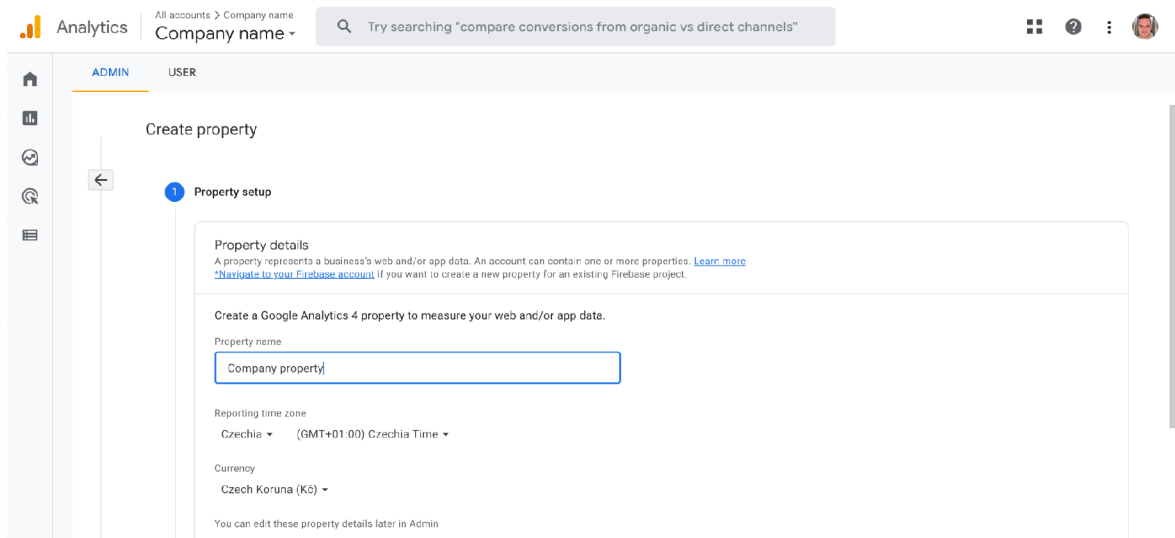 Analytics
All accounts > Company name
Company name
Try searching "compare conversions from organic vs direct channels"
ADMIN
USER
Create property
1 Property setup
Property details
A property represents a business's web and/or app data. An account can contain one or more properties. Learn more
*Navigate to your Firebase account if you want to create a new property for an existing Firebase project.
Create a Google Analytics 4 property to measure your web and/or app data.
Property name
Company property
Reporting time zone
Czechia (GMT+01:00) Czechia Time
Currency
Czech Koruna (Kč)
You can edit these property details later in Admin